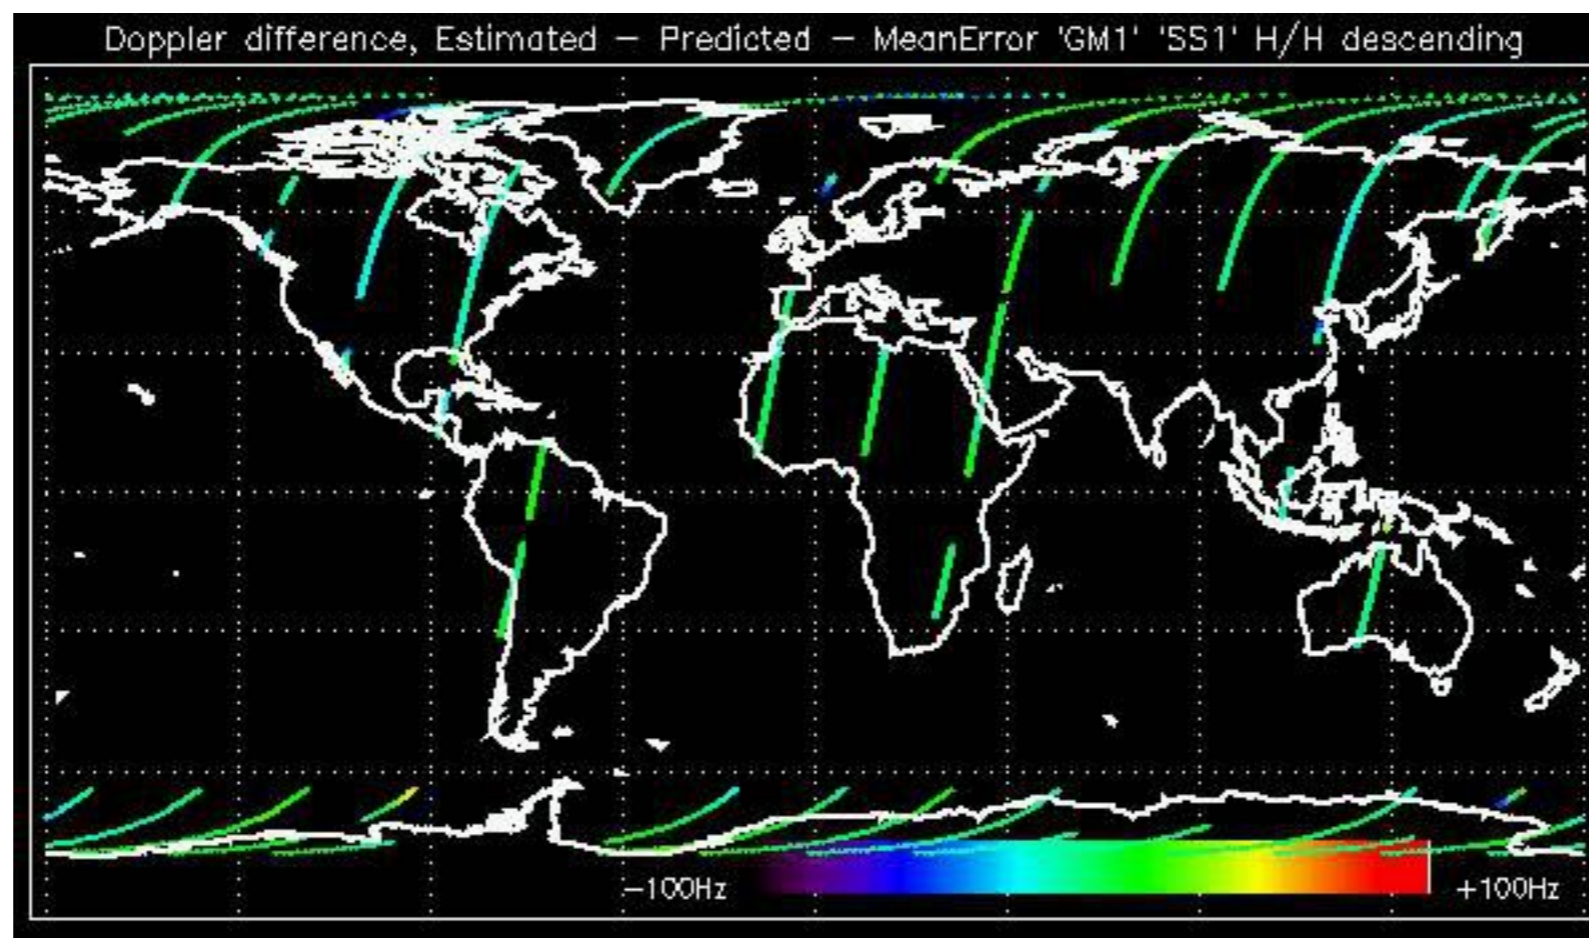 Doppler difference, Estimated – Predicted – MeanError 'GM1' 'SS1' H/H descending
–100Hz +100Hz